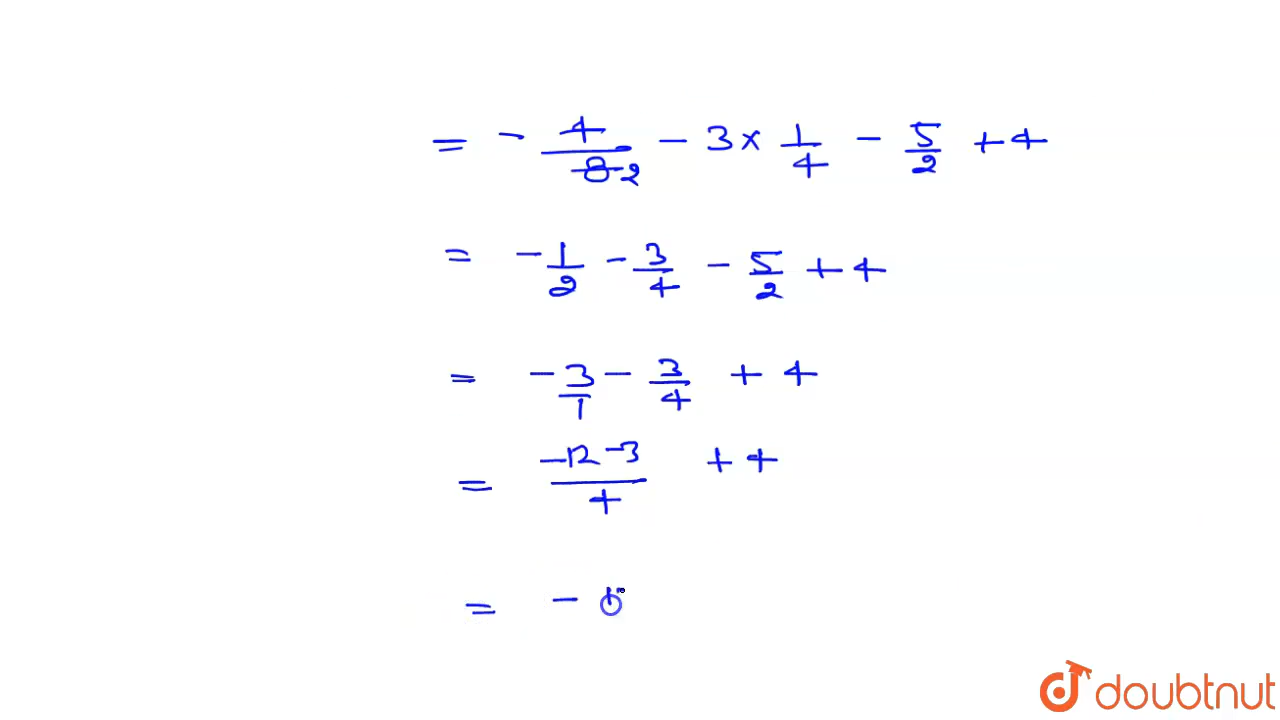 = - 4/8 2 - 3 × 1/4 - 5/2 + 4
= - 1/2 - 3/4 - 5/2 + 4
= - 3/1 - 3/4 + 4
= -12 -3/4 + 4
= - 1
doubtnut